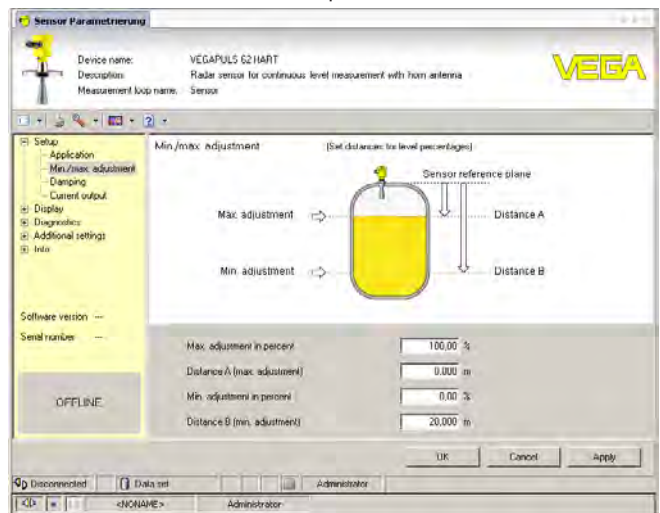 Sensor Parametrierung
Device name: VEGAPULS 62 HART
Description: Radar sensor for continuous level measurement with horn antenna
Measurement loop name: Sensor
VEGA
Setup
Application
Min./max. adjustment
Damping
Current output
Display
Diagnostics
Additional settings
Info
Software version ---
Serial number ---
OFFLINE
Min./max. adjustment (Set distances for level percentages)
Sensor reference plane
Max. adjustment
Distance A
Min. adjustment
Distance B
Max. adjustment in percent 100,00 %
Distance A (max. adjustment) 0,000 m
Min. adjustment in percent 0,00 %
Distance B (min. adjustment) 20,000 m
OK Cancel Apply
Disconnected Data set Administrator
<NONAME> Administrator